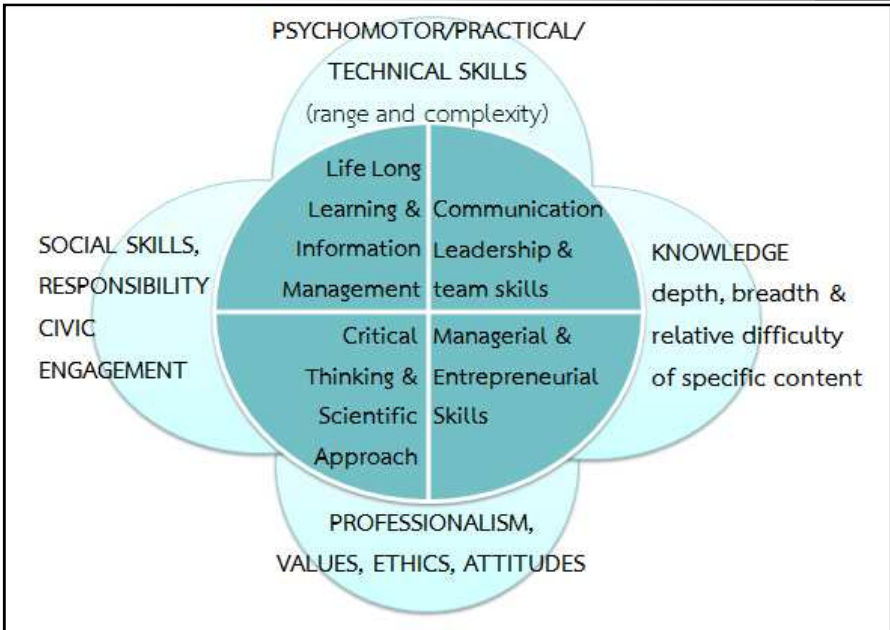 PSYCHOMOTOR/PRACTICAL/
TECHNICAL SKILLS
(range and complexity)
Life Long
Learning &
Information
Management
Communication
Leadership &
team skills
SOCIAL SKILLS,
RESPONSIBILITY
CIVIC
ENGAGEMENT
KNOWLEDGE
depth, breadth &
relative difficulty
of specific content
Critical
Thinking &
Scientific
Approach
Managerial &
Entrepreneurial
Skills
PROFESSIONALISM,
VALUES, ETHICS, ATTITUDES